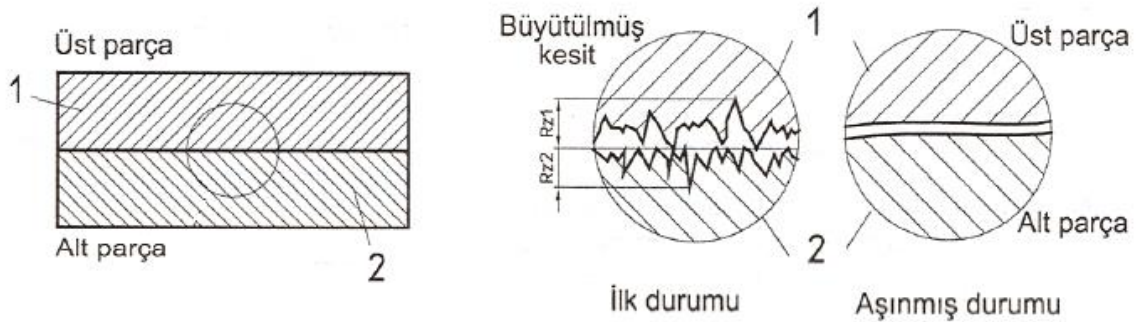 Üst parça
1
Alt parça
2
Büyütülmüş
kesit
Rz1
Rz2
1
2
Üst parça
Alt parça
İlk durumu
Aşınmış durumu